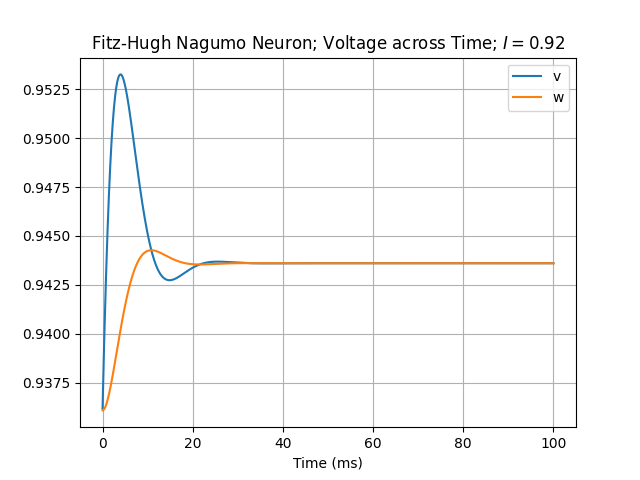 Fitz-Hugh Nagumo Neuron; Voltage across Time; I = 0.92
v
w
0.9525
0.9500
0.9475
0.9450
0.9425
0.9400
0.9375
0 20 40 60 80 100
Time (ms)